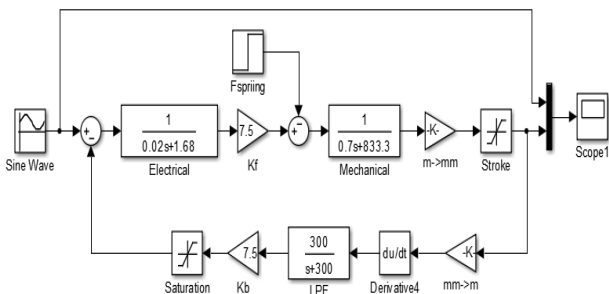 Fspriing
Sine Wave
+
-
1
0.02s+1.68
Electrical
7.5
Kf
+
-
1
0.7s+833.3
Mechanical
-K-
m->mm
Stroke
Scope1
Saturation
7.5
Kb
300
s+300
LPF
du/dt
Derivative4
-K-
mm->m